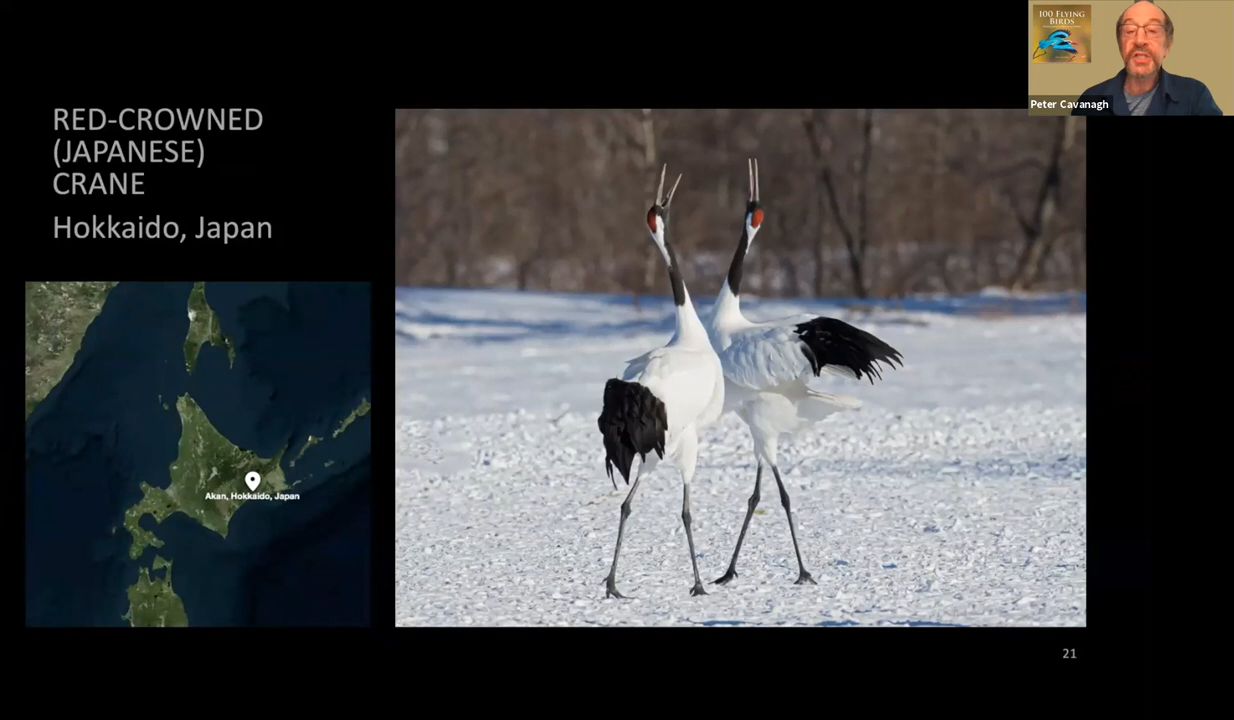 RED-CROWNED
(JAPANESE)
CRANE
Hokkaido, Japan
Akan, Hokkaido, Japan
100 FLYING
BIRDS
Peter Cavanagh
21